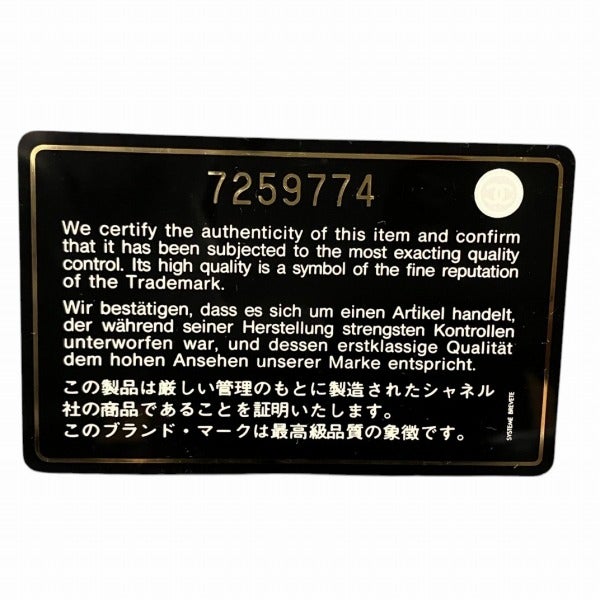 7259774
We certify the authenticity of this item and confirm
that it has been subjected to the most exacting quality
control. Its high quality is a symbol of the fine reputation
of the Trademark.
Wir bestätigen, dass es sich um einen Artikel handelt,
der während seiner Herstellung strengsten Kontrollen
unterworfen war, und dessen erstklassige Qualität
dem hohen Ansehen unserer Marke entspricht.
この製品は厳しい管理のもとに製造されたシャネル
社の商品であることを証明いたします。
このブランド・マークは最高級品質の象徴です。
SYSTEME BREVETE